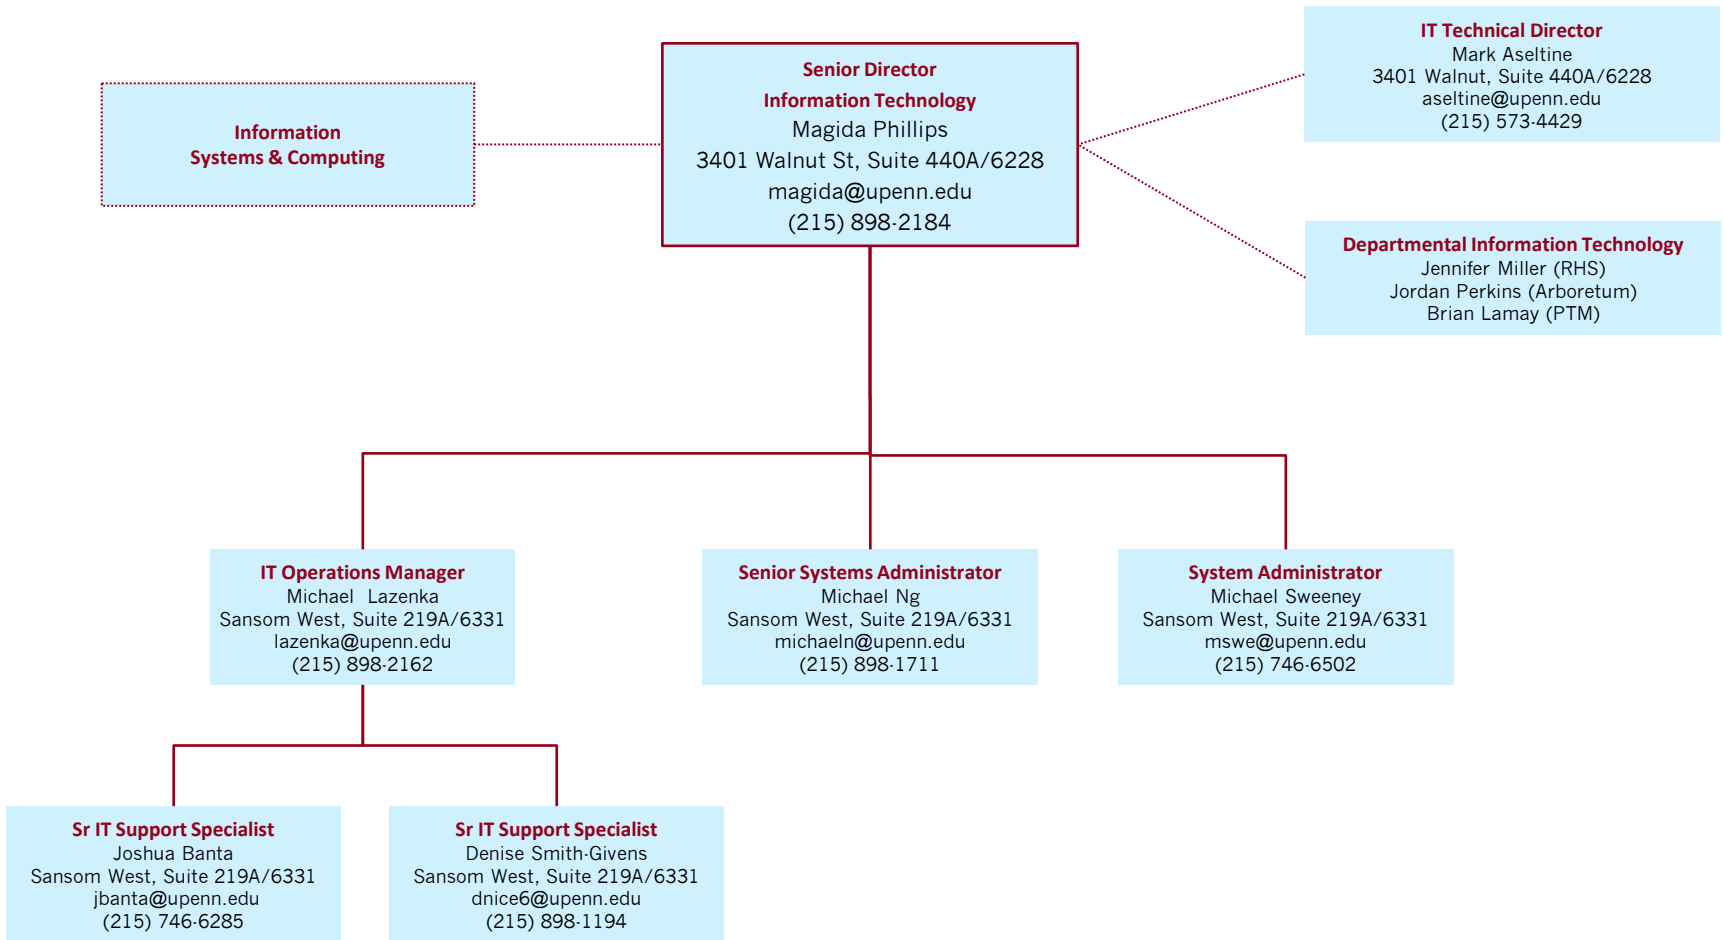 IT Technical Director
Mark Aseltine
3401 Walnut, Suite 440A/6228
aseltine@upenn.edu
(215) 573-4429
Senior Director
Information Technology
Magida Phillips
3401 Walnut St, Suite 440A/6228
magida@upenn.edu
(215) 898-2184
Information
Systems & Computing
Departmental Information Technology
Jennifer Miller (RHS)
Jordan Perkins (Arboretum)
Brian Lamay (PTM)
IT Operations Manager
Michael  Lazenka
Sansom West, Suite 219A/6331
lazenka@upenn.edu
(215) 898-2162
Senior Systems Administrator
Michael Ng
Sansom West, Suite 219A/6331
michaeln@upenn.edu
(215) 898-1711
System Administrator
Michael Sweeney
Sansom West, Suite 219A/6331
mswe@upenn.edu
(215) 746-6502
Sr IT Support Specialist
Joshua Banta
Sansom West, Suite 219A/6331
jbanta@upenn.edu
(215) 746-6285
Sr IT Support Specialist
Denise Smith-Givens
Sansom West, Suite 219A/6331
dnice6@upenn.edu
(215) 898-1194